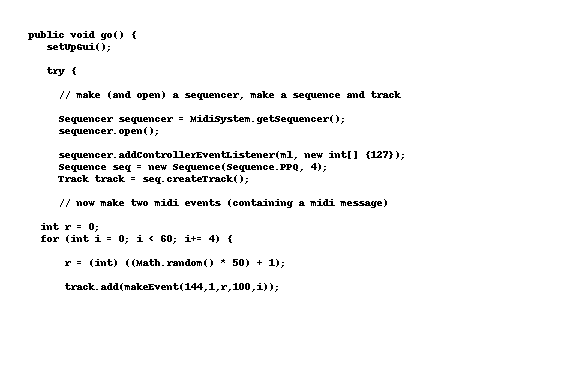 public void go() {
setUpGui();
try {
// make (and open) a sequencer, make a sequence and track
Sequencer sequencer = MidiSystem.getSequencer();
sequencer.open();
sequencer.addControllerEventListener(ml, new int[] {127});
Sequence seq = new Sequence(Sequence.PPQ, 4);
Track track = seq.createTrack();
// now make two midi events (containing a midi message)
int r = 0;
for (int i = 0; i < 60; i+= 4) {
r = (int) ((Math.random() * 50) + 1);
track.add(makeEvent(144,1,r,100,i));